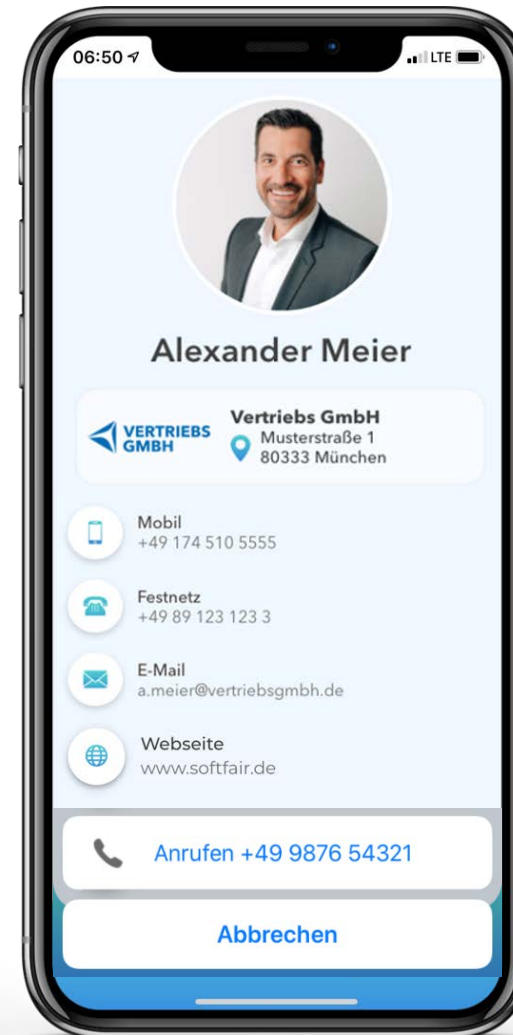 06:50
LTE
Alexander Meier
VERTRIEBS
GMBH
Vertriebs GmbH
Musterstraße 1
80333 München
Mobil
+49 174 510 5555
Festnetz
+49 89 123 123 3
E-Mail
a.meier@vertriebsgmbh.de
Webseite
www.softfair.de
Anrufen +49 9876 54321
Abbrechen